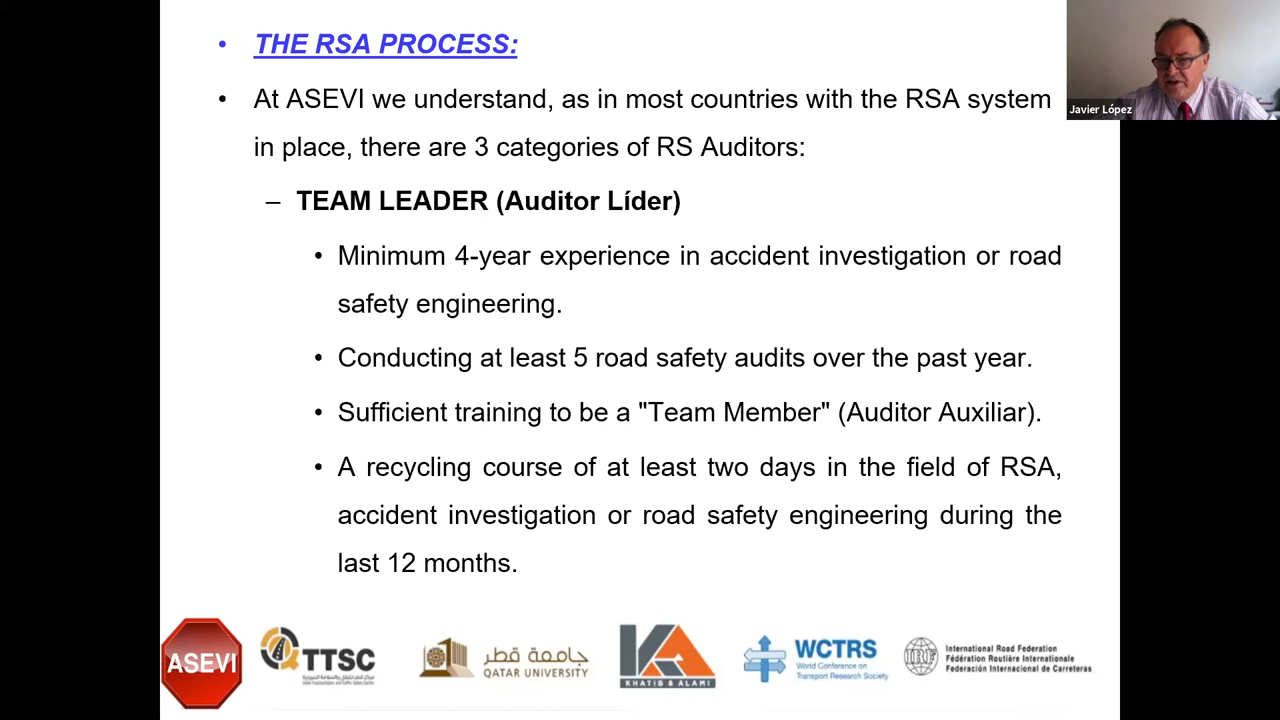 • THE RSA PROCESS:
• At ASEVI we understand, as in most countries with the RSA system
in place, there are 3 categories of RS Auditors:
– TEAM LEADER (Auditor Líder)
• Minimum 4-year experience in accident investigation or road
safety engineering.
• Conducting at least 5 road safety audits over the past year.
• Sufficient training to be a "Team Member" (Auditor Auxiliar).
• A recycling course of at least two days in the field of RSA,
accident investigation or road safety engineering during the
last 12 months.
Javier López
ASEVI
TTSC
جامعة قطر
QATAR UNIVERSITY
KHATIB & ALAMI
WCTRS
World Conference on
Transport Research Society
IRF
International Road Federation
Fédération Routière Internationale
Federación Internacional de Carreteras